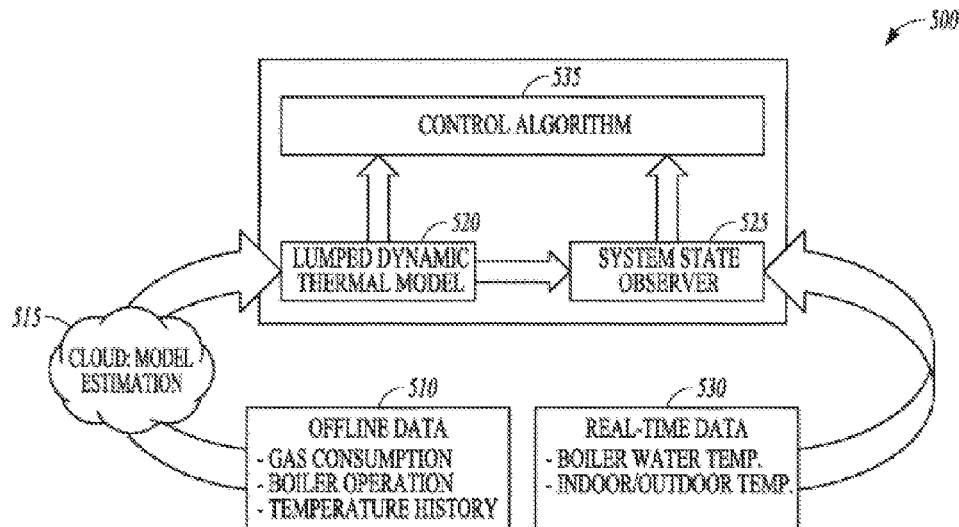 500
535
CONTROL ALGORITHM
520
LUMPED DYNAMIC
THERMAL MODEL
525
SYSTEM STATE
OBSERVER
515
CLOUD: MODEL
ESTIMATION
510
OFFLINE DATA
- GAS CONSUMPTION
- BOILER OPERATION
- TEMPERATURE HISTORY
530
REAL-TIME DATA
- BOILER WATER TEMP.
- INDOOR/OUTDOOR TEMP.